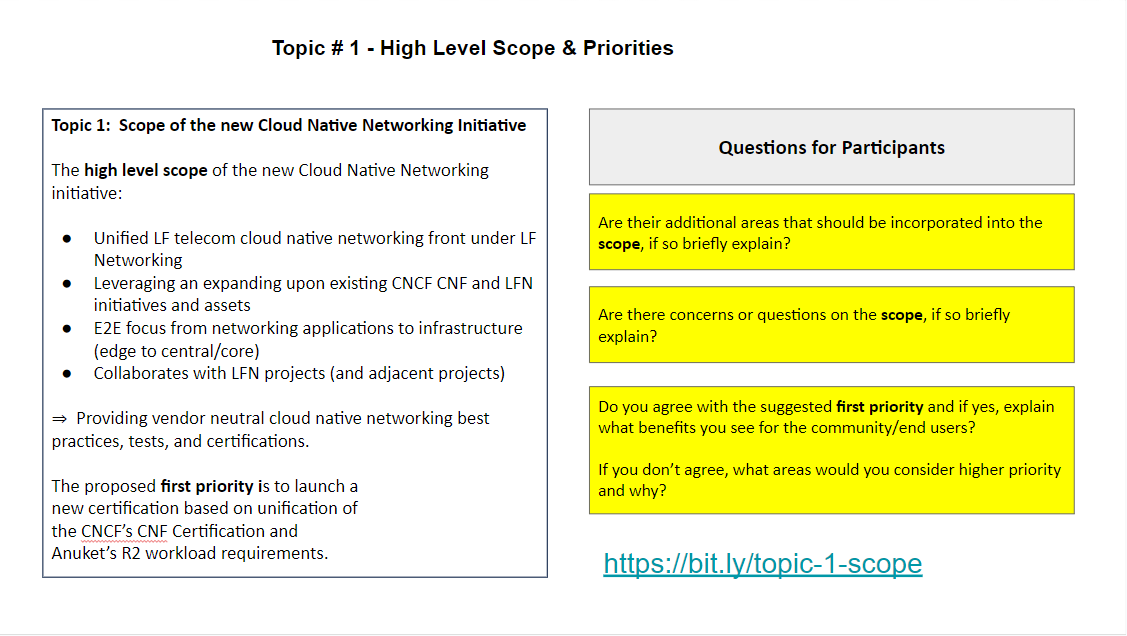 Topic # 1 - High Level Scope & Priorities
Topic 1:  Scope of the new Cloud Native Networking Initiative
The high level scope of the new Cloud Native Networking
initiative:
● Unified LF telecom cloud native networking front under LF
Networking
● Leveraging an expanding upon existing CNCF CNF and LFN
initiatives and assets
● E2E focus from networking applications to infrastructure
(edge to central/core)
● Collaborates with LFN projects (and adjacent projects)
⇒ Providing vendor neutral cloud native networking best
practices, tests, and certifications.
The proposed first priority is to launch a
new certification based on unification of
the CNCF's CNF Certification and
Anuket's R2 workload requirements.
Questions for Participants
Are their additional areas that should be incorporated into the
scope, if so briefly explain?
Are there concerns or questions on the scope, if so briefly
explain?
Do you agree with the suggested first priority and if yes, explain
what benefits you see for the community/end users?
If you don't agree, what areas would you consider higher priority
and why?
https://bit.ly/topic-1-scope